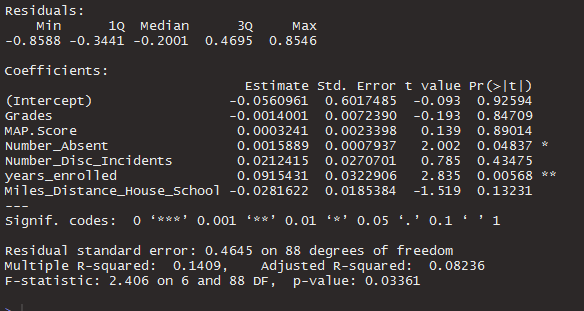 Residuals:
    Min      1Q  Median      3Q     Max
-0.8588 -0.3441 -0.2001  0.4695  0.8546
Coefficients:
                              Estimate Std. Error t value Pr(>|t|)
(Intercept)                 -0.0560961  0.6017485  -0.093  0.92594
Grades                      -0.0014001  0.0072390  -0.193  0.84709
MAP.Score                    0.0003241  0.0023398   0.139  0.89014
Number_Absent                0.0015889  0.0007937   2.002  0.04837 *
Number_Disc_Incidents        0.0212415  0.0270701   0.785  0.43475
years_enrolled               0.0915431  0.0322906   2.835  0.00568 **
Miles_Distance_House_School -0.0281622  0.0185384  -1.519  0.13231
---
Signif. codes:  0 ‘***’ 0.001 ‘**’ 0.01 ‘*’ 0.05 ‘.’ 0.1 ‘ ’ 1
Residual standard error: 0.4645 on 88 degrees of freedom
Multiple R-squared:  0.1409,	Adjusted R-squared:  0.08236
F-statistic: 2.406 on 6 and 88 DF,  p-value: 0.03361